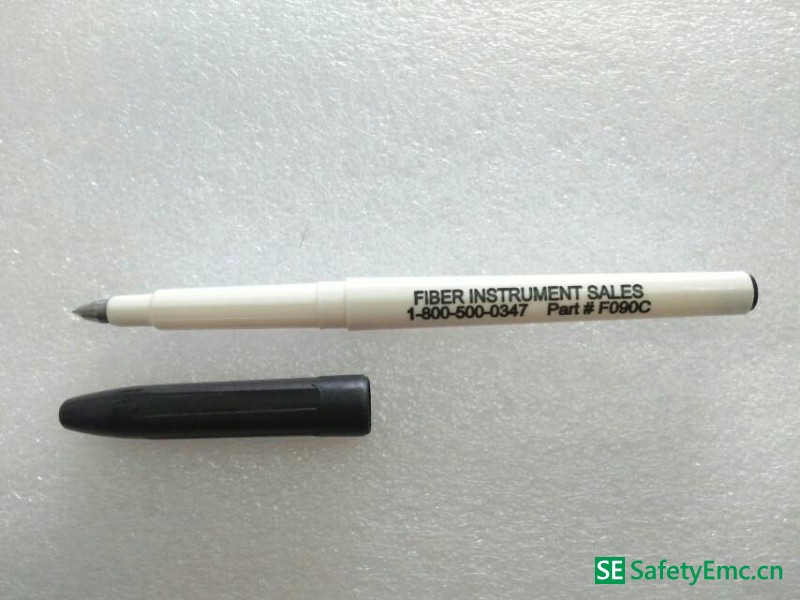 FIBER INSTRUMENT SALES
1-800-500-0347 Part # F090C
SE SafetyEmc.cn